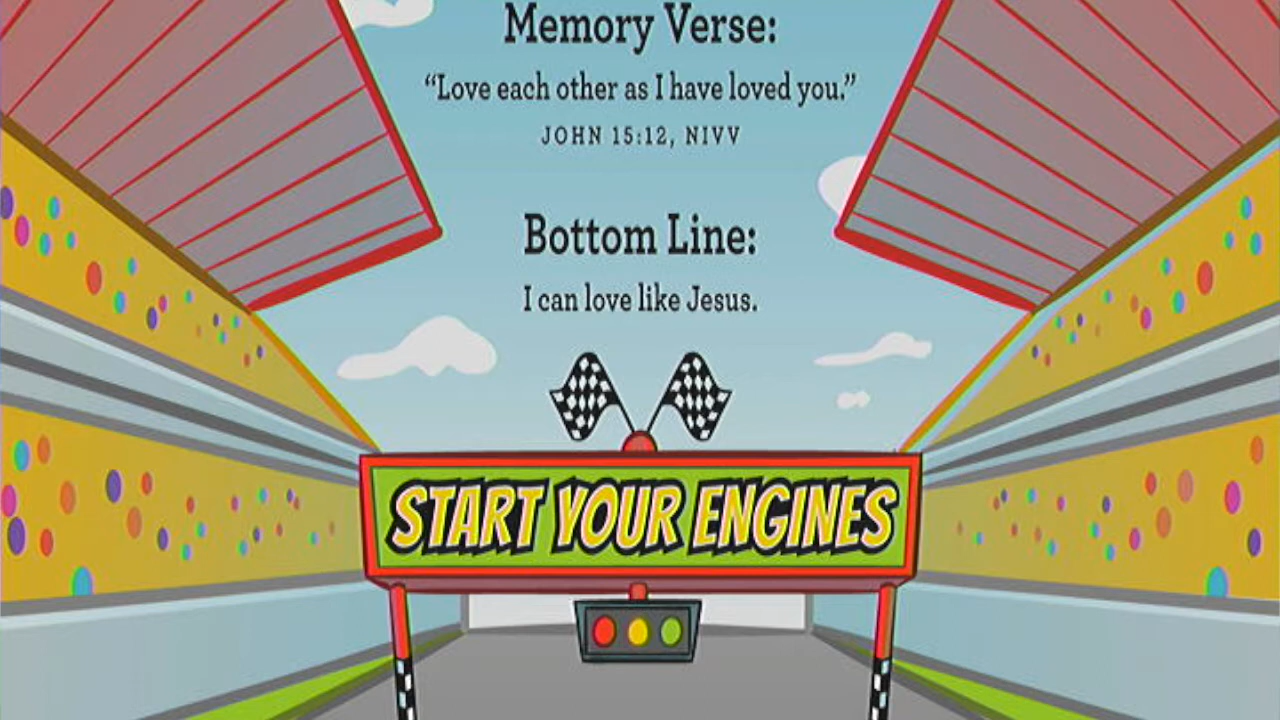 Memory Verse:
“Love each other as I have loved you.”
JOHN 15:12, NIVV
Bottom Line:
I can love like Jesus.
START YOUR ENGINES